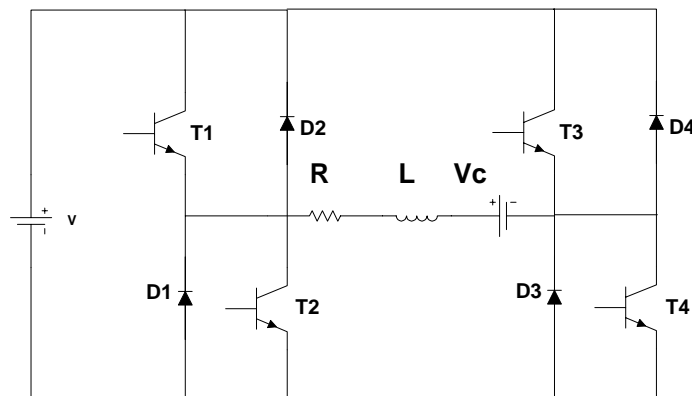 T1
D2
T3
D4
R L Vc
+ -
+
-
v
D1
T2
D3
T4